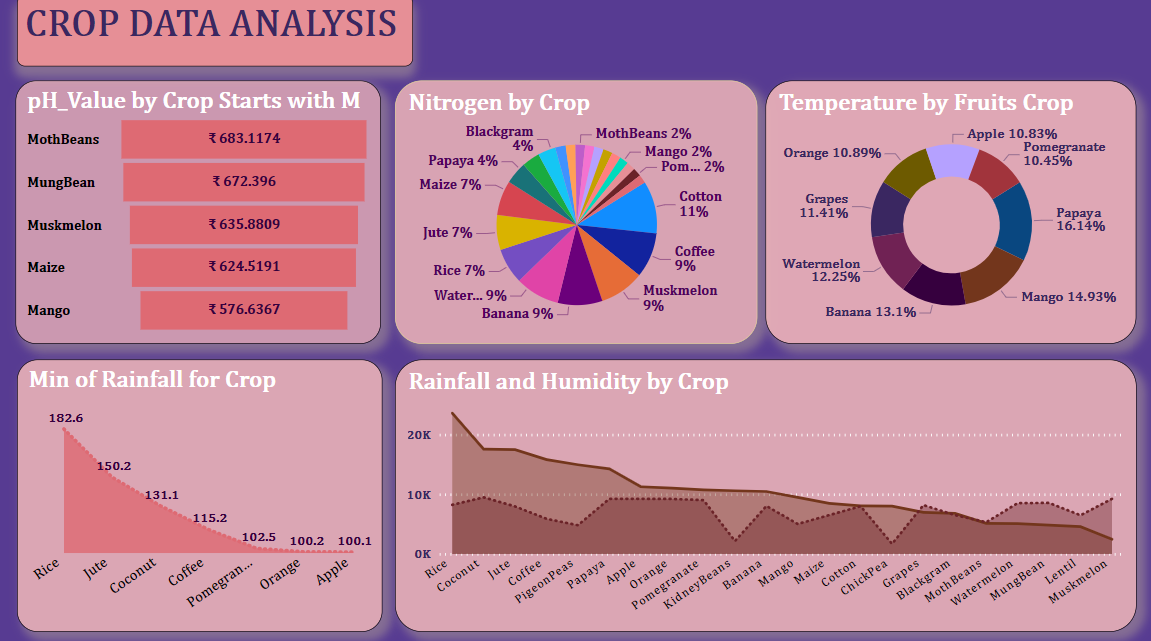 CROP DATA ANALYSIS
pH_Value by Crop Starts with M
MothBeans
₹ 683.1174
MungBean
₹ 672.396
Muskmelon
₹ 635.8809
Maize
₹ 624.5191
Mango
₹ 576.6367
Nitrogen by Crop
MothBeans 2%
Mango 2%
Pom... 2%
Cotton
11%
Coffee
9%
Muskmelon
9%
Banana 9%
Water... 9%
Rice 7%
Jute 7%
Maize 7%
Papaya 4%
Blackgram
4%
Temperature by Fruits Crop
Apple 10.83%
Pomegranate
10.45%
Papaya
16.14%
Mango 14.93%
Banana 13.1%
Watermelon
12.25%
Grapes
11.41%
Orange 10.89%
Min of Rainfall for Crop
182.6
150.2
131.1
115.2
102.5
100.2
100.1
Rice
Jute
Coconut
Coffee
Pomegran...
Orange
Apple
Rainfall and Humidity by Crop
20K
10K
0K
Rice
Coconut
Jute
Coffee
PigeonPeas
Papaya
Apple
Orange
Pomegranate
KidneyBeans
Banana
Mango
Maize
Cotton
ChickPea
Grapes
Blackgram
MothBeans
Watermelon
MungBean
Lentil
Muskmelon